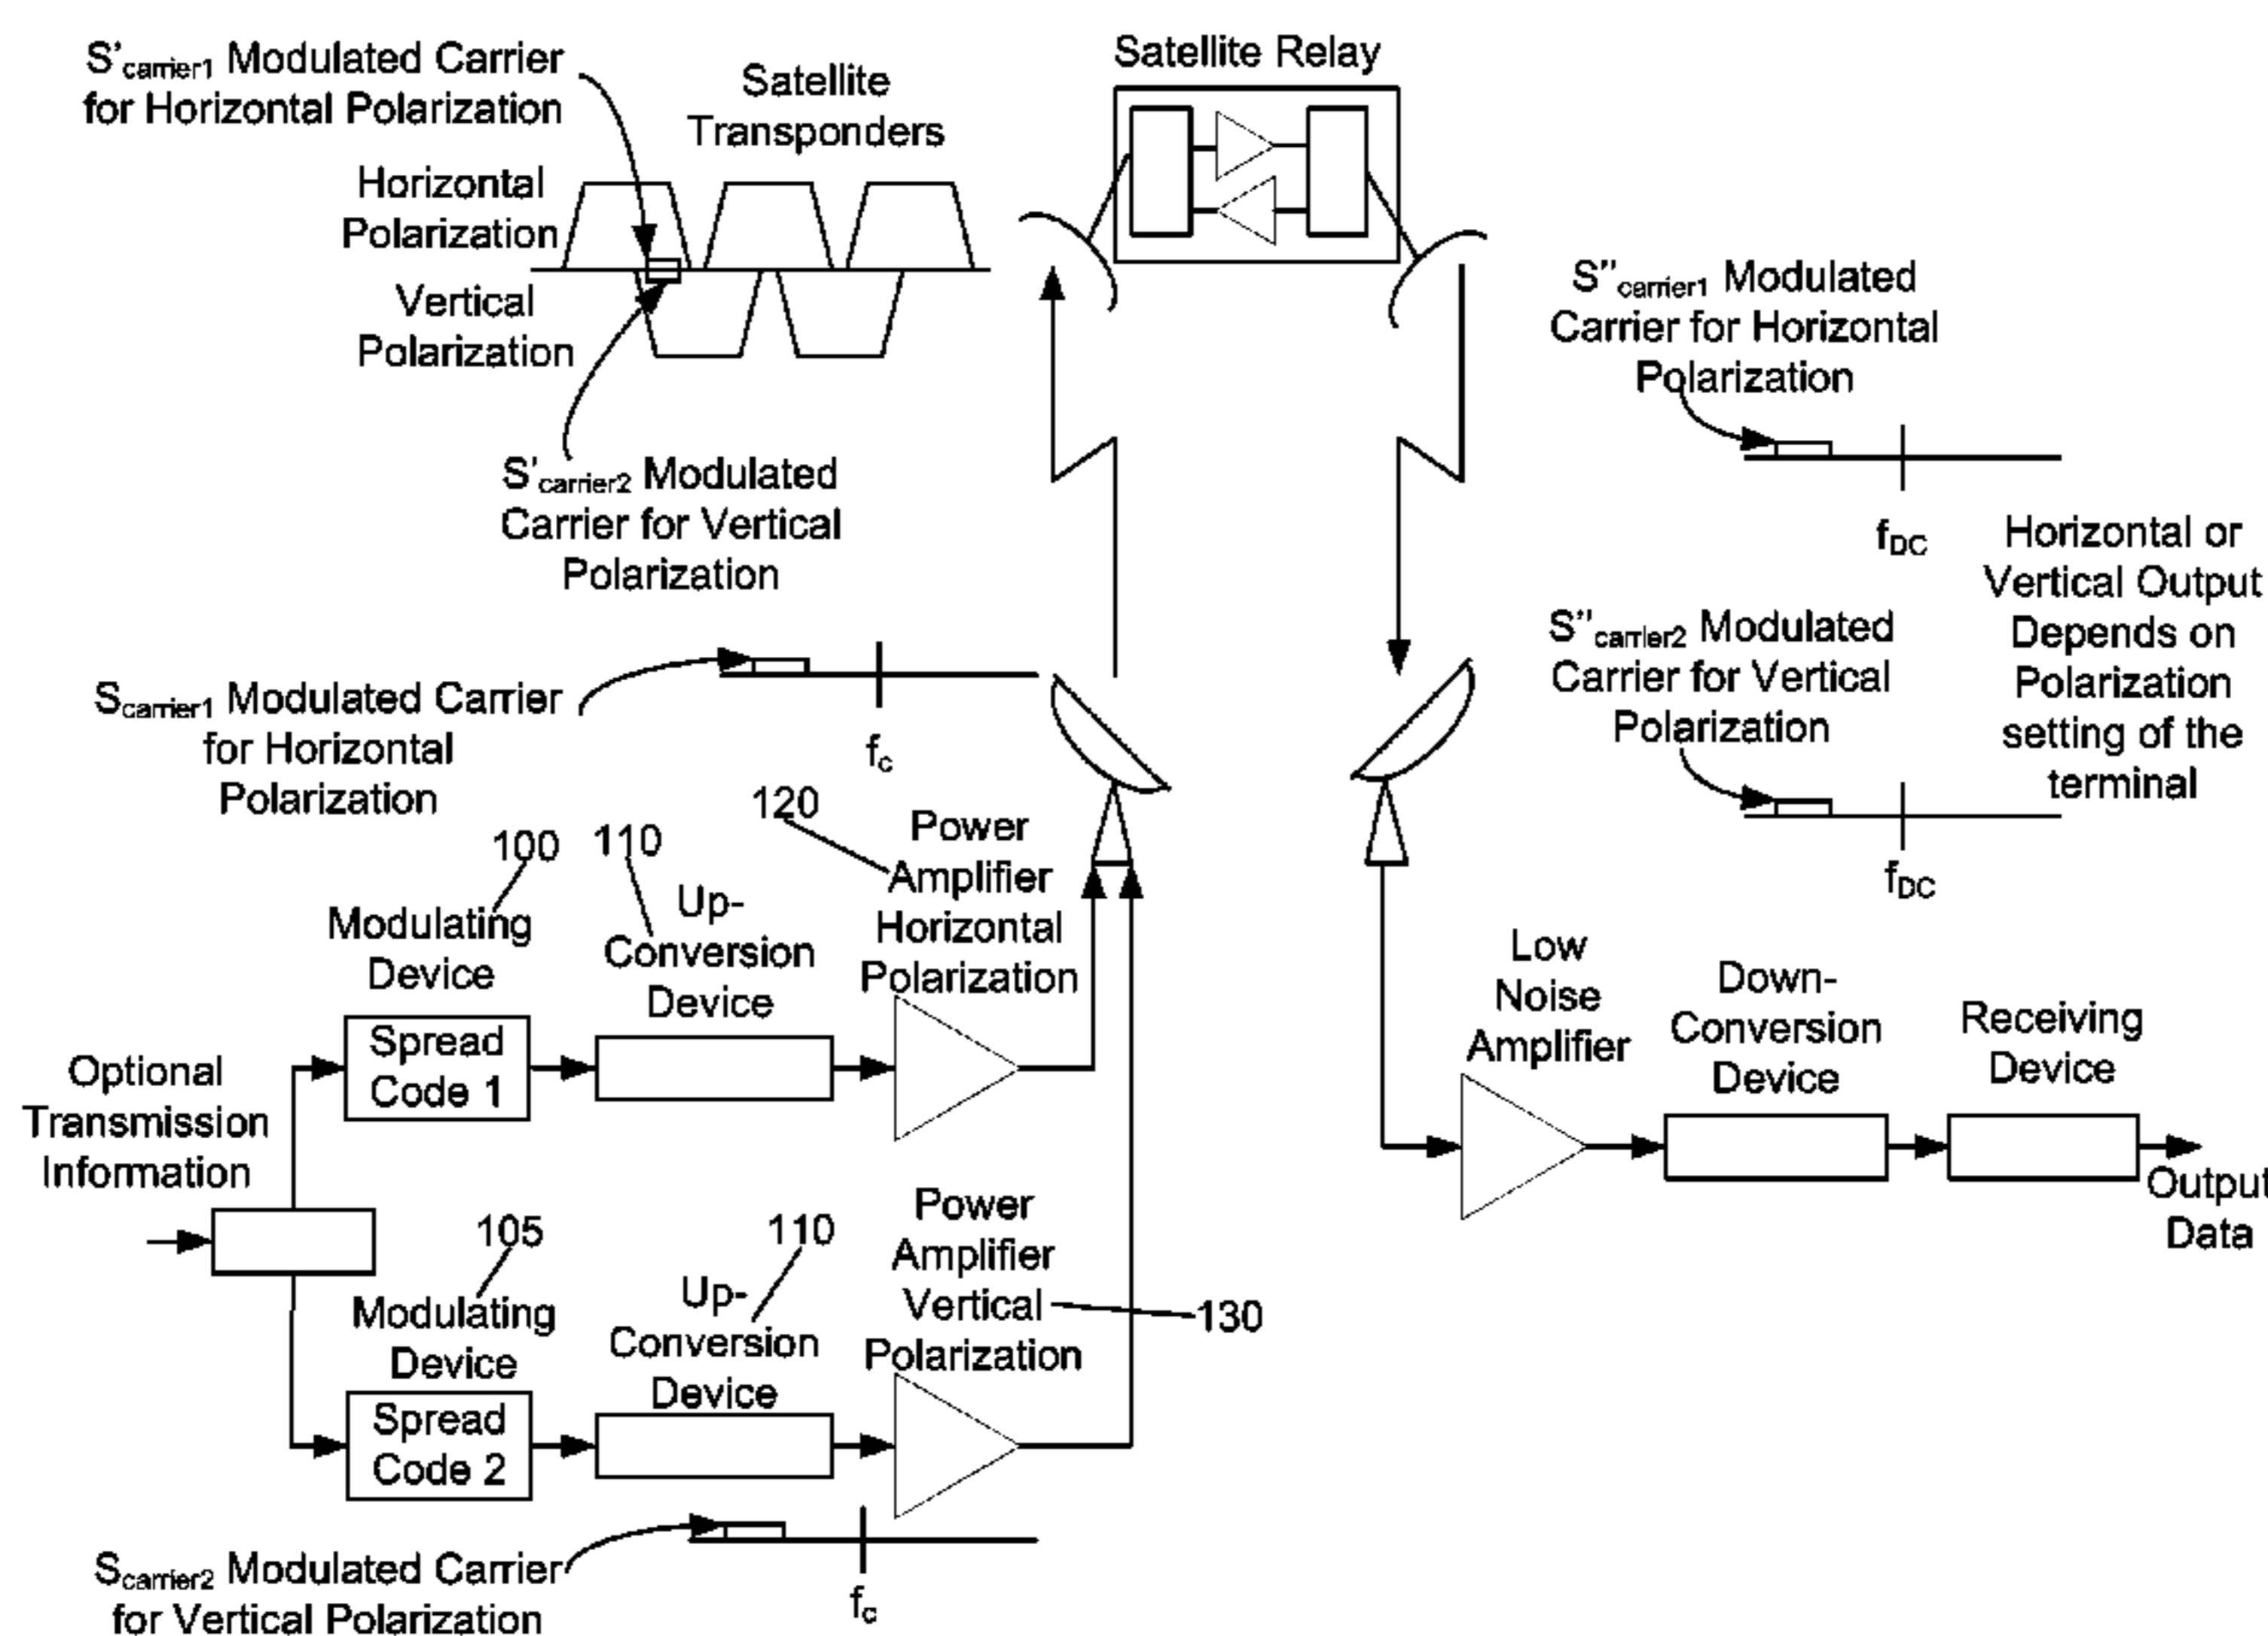 S'carrier1 Modulated Carrier
for Horizontal Polarization
Satellite
Transponders
Satellite Relay
Horizontal
Polarization
Vertical
Polarization
S'carrier2 Modulated
Carrier for Vertical
Polarization
S"carrier1 Modulated
Carrier for Horizontal
Polarization
fDC
Horizontal or
Vertical Output
Depends on
Polarization
setting of the
terminal
S"carrier2 Modulated
Carrier for Vertical
Polarization
fDC
Scarrier1 Modulated Carrier
for Horizontal
Polarization
fc
120
Power
Amplifier
Horizontal
Polarization
100
Modulating
Device
110
Up-
Conversion
Device
Spread
Code 1
Optional
Transmission
Information
105
Modulating
Device
110
Up-
Conversion
Device
Power
Amplifier
Vertical
Polarization
130
Spread
Code 2
Scarrier2 Modulated Carrier
for Vertical Polarization
fc
Low
Noise
Amplifier
Down-
Conversion
Device
Receiving
Device
Output
Data